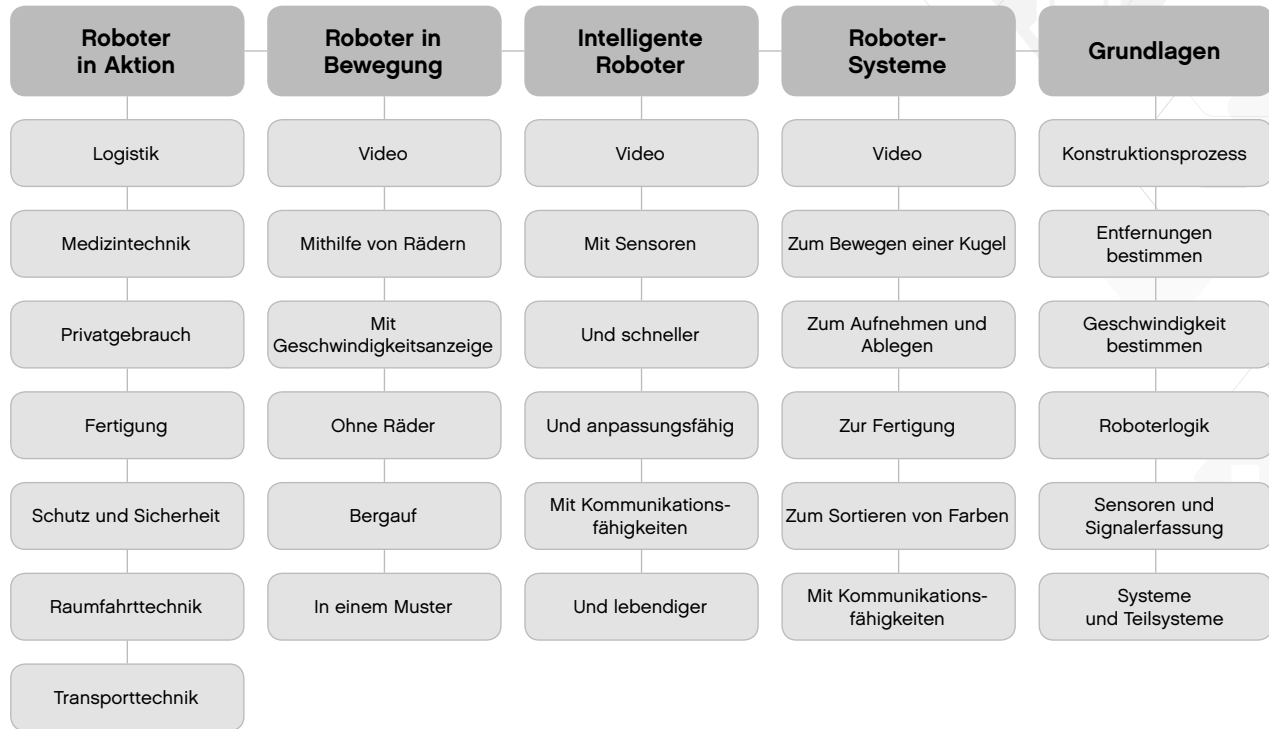 Roboter
in Aktion
Logistik
Medizintechnik
Privatgebrauch
Fertigung
Schutz und Sicherheit
Raumfahrttechnik
Transporttechnik
Roboter in
Bewegung
Video
Mithilfe von Rädern
Mit
Geschwindigkeitsanzeige
Ohne Räder
Bergauf
In einem Muster
Intelligente
Roboter
Video
Mit Sensoren
Und schneller
Und anpassungsfähig
Mit Kommunikations-
fähigkeiten
Und lebendiger
Roboter-
Systeme
Video
Zum Bewegen einer Kugel
Zum Aufnehmen und
Ablegen
Zur Fertigung
Zum Sortieren von Farben
Mit Kommunikations-
fähigkeiten
Grundlagen
Konstruktionsprozess
Entfernungen
bestimmen
Geschwindigkeit
bestimmen
Roboterlogik
Sensoren und
Signalerfassung
Systeme
und Teilsysteme